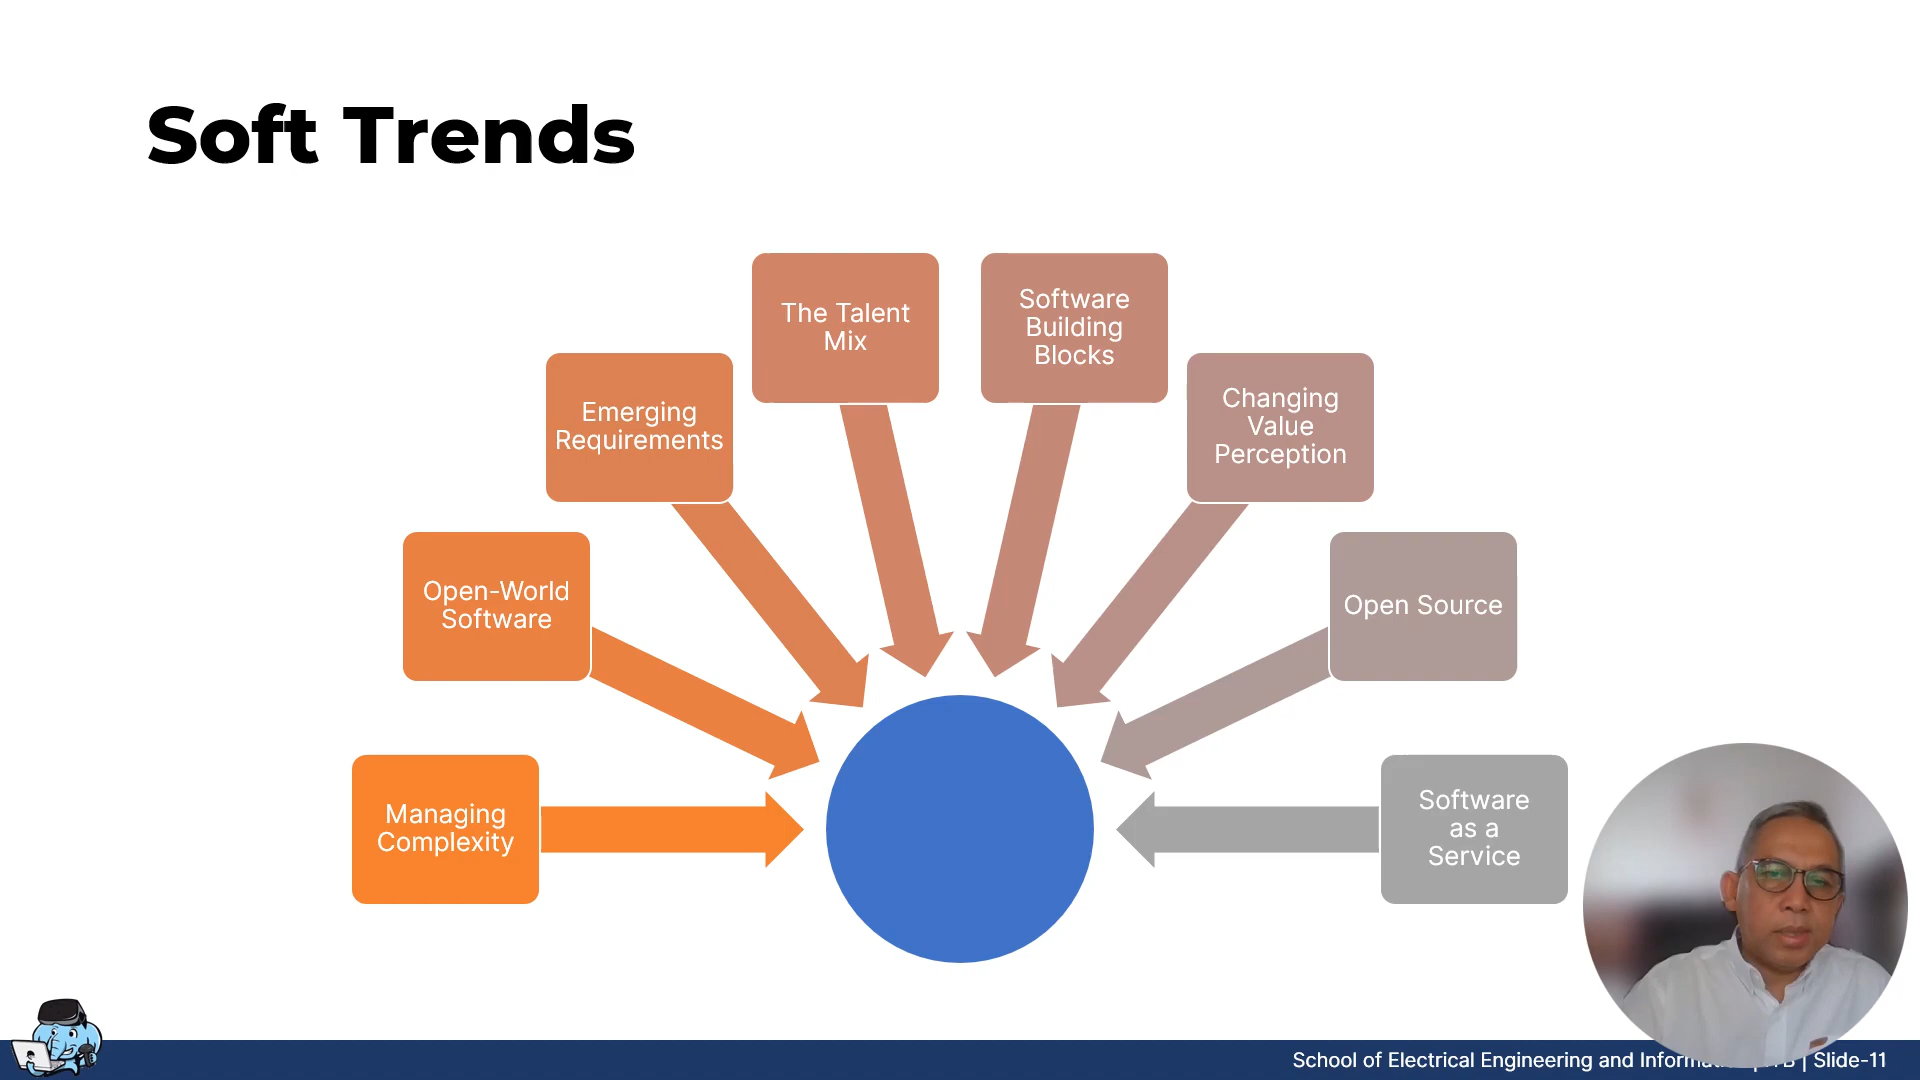 Soft Trends
The Talent
Mix
Software
Building
Blocks
Emerging
Requirements
Changing
Value
Perception
Open-World
Software
Open Source
Managing
Complexity
Software
as a
Service
School of Electrical Engineering and | Slide-11